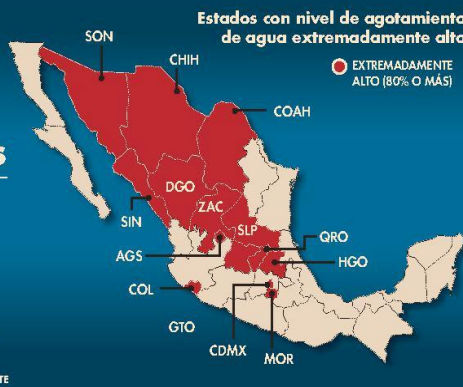 Estados con nivel de agotamiento
de agua extremadamente alto
EXTREMADAMENTE
ALTO (80% O MÁS)
SON
CHIH
COAH
S
DGO
ZAC
SIN
SLP
QRO
AGS
HGO
COL
GTO
CDMX
MOR
TE